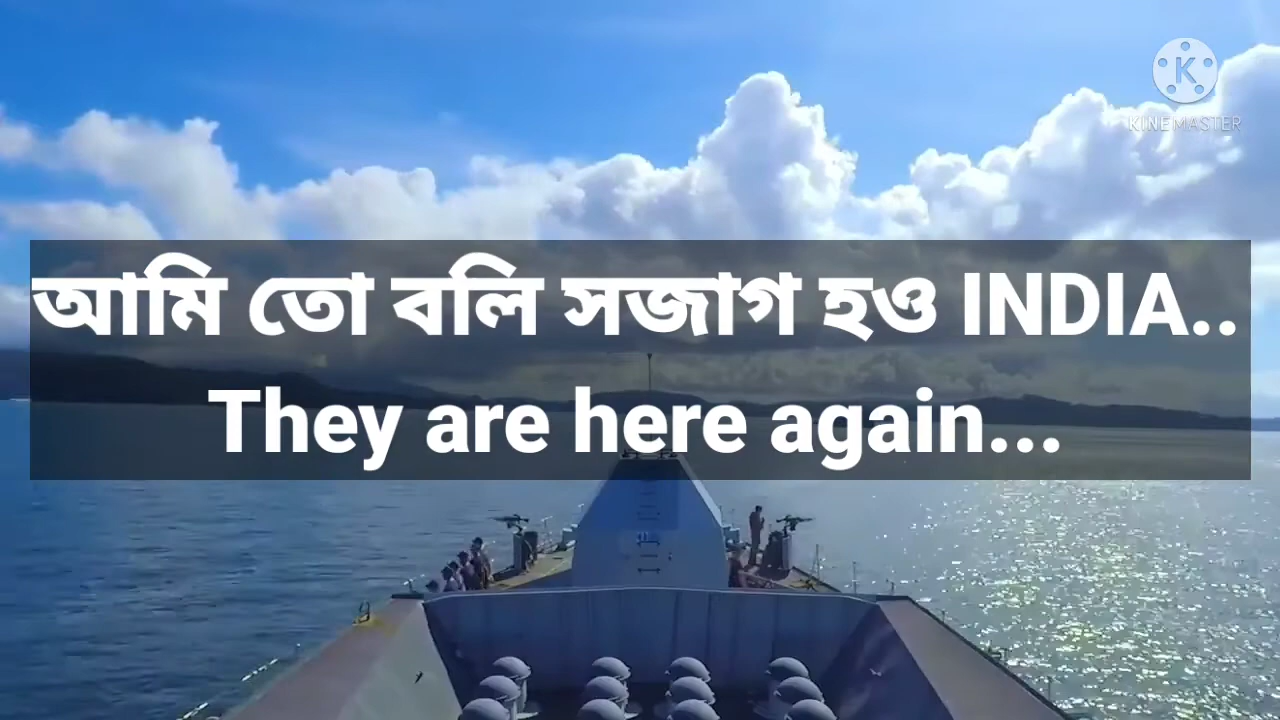 আমি তো বলি সজাগ হও INDIA..
They are here again...
K
KINEMASTER